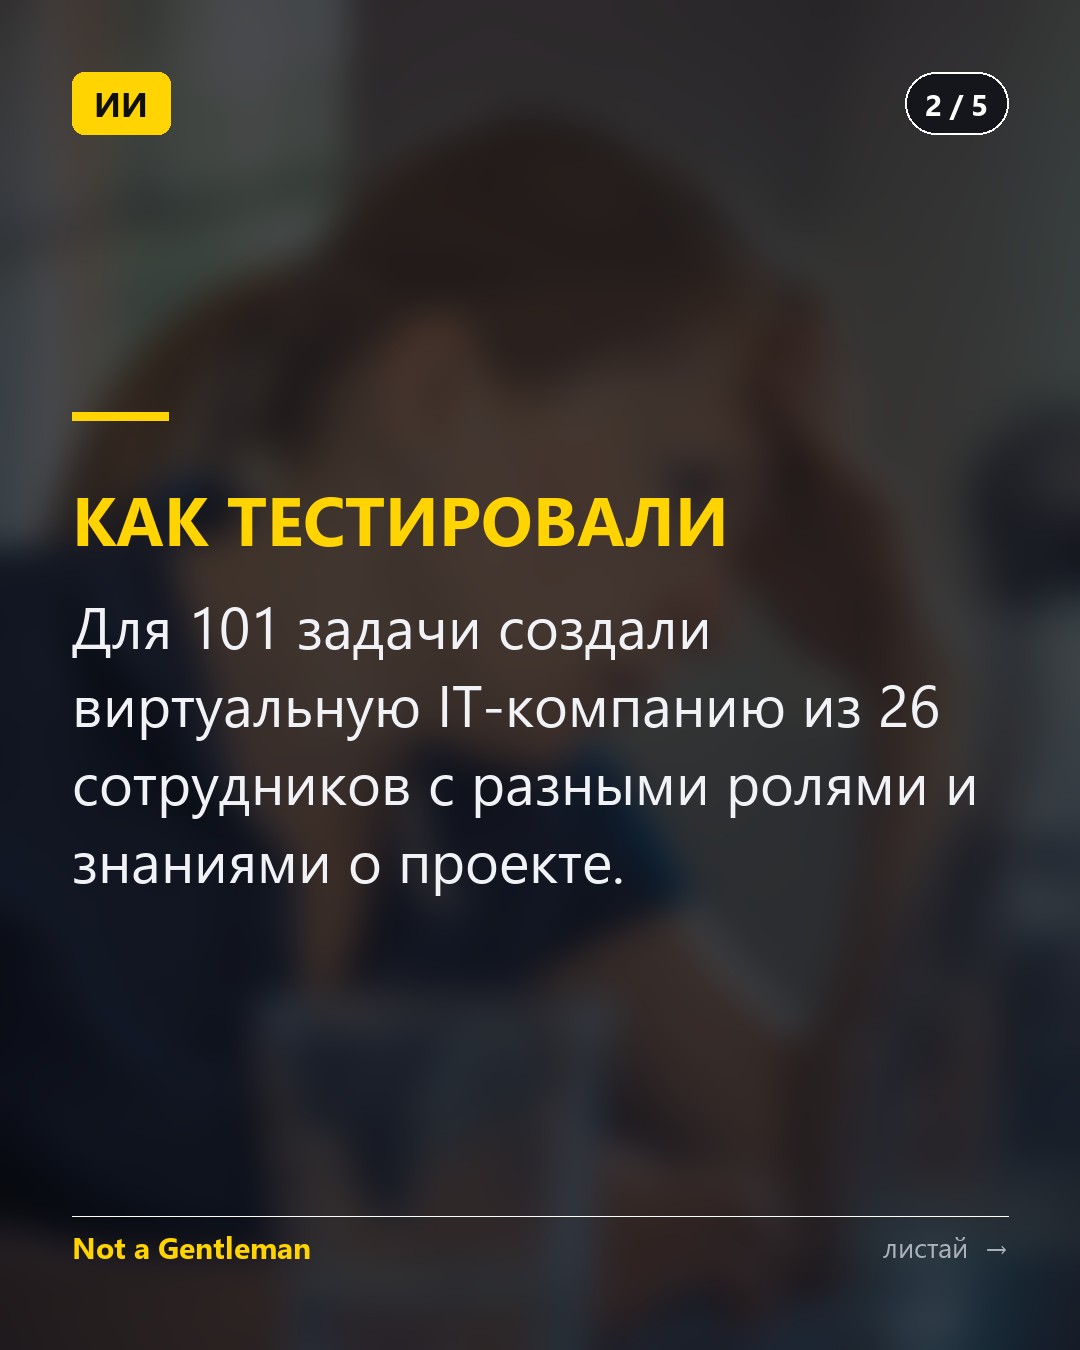 ИИ
2 / 5
КАК ТЕСТИРОВАЛИ
Для 101 задачи создали
виртуальную IT-компанию из 26
сотрудников с разными ролями и
знаниями о проекте.
Not a Gentleman
листай →